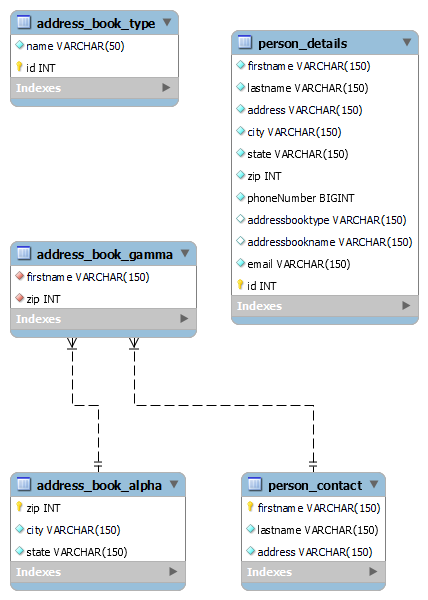 address_book_type
name VARCHAR(50)
id INT
Indexes
person_details
firstname VARCHAR(150)
lastname VARCHAR(150)
address VARCHAR(150)
city VARCHAR(150)
state VARCHAR(150)
zip INT
phoneNumber BIGINT
addressbooktype VARCHAR(150)
addressbookname VARCHAR(150)
email VARCHAR(150)
id INT
Indexes
address_book_gamma
firstname VARCHAR(150)
zip INT
Indexes
address_book_alpha
zip INT
city VARCHAR(150)
state VARCHAR(150)
Indexes
person_contact
firstname VARCHAR(150)
lastname VARCHAR(150)
address VARCHAR(150)
Indexes